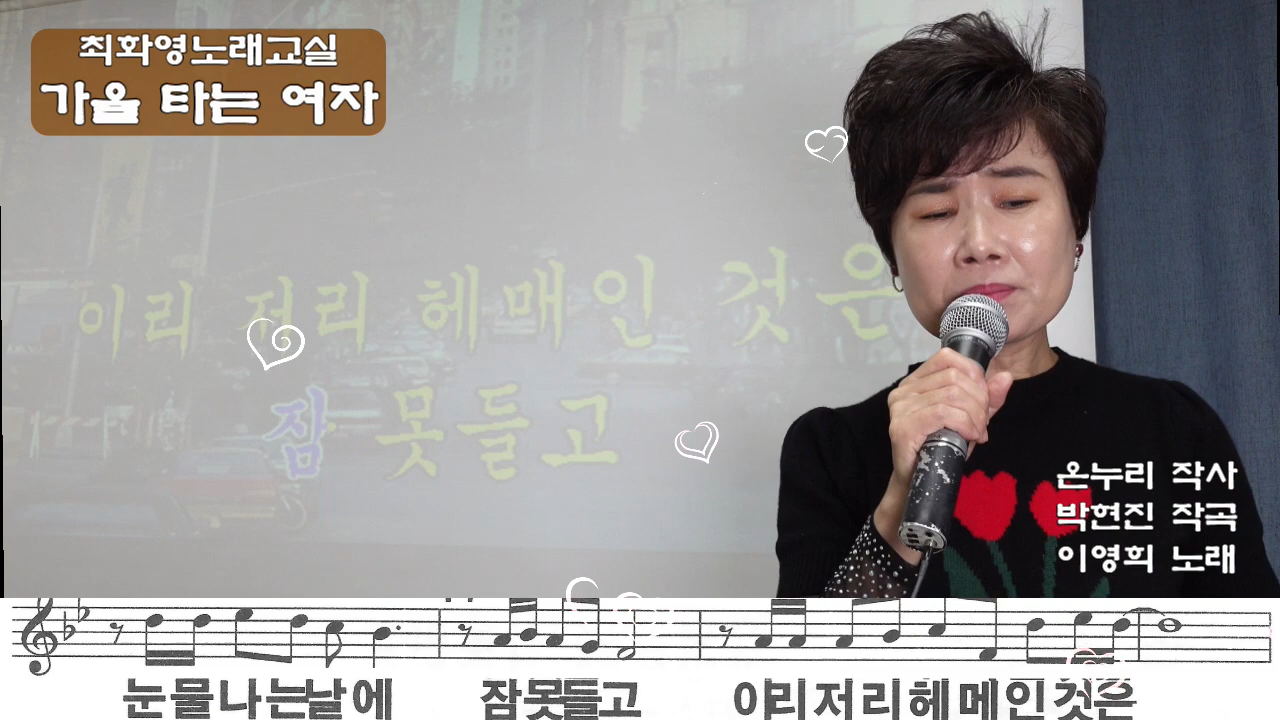 최화영노래교실
가을 타는 여자
이리 저리 헤매인 것은
잠 못들고
온누리 작사
박현진 작곡
이영희 노래
눈물나는날에 잠못들고 이리저리헤메인것은